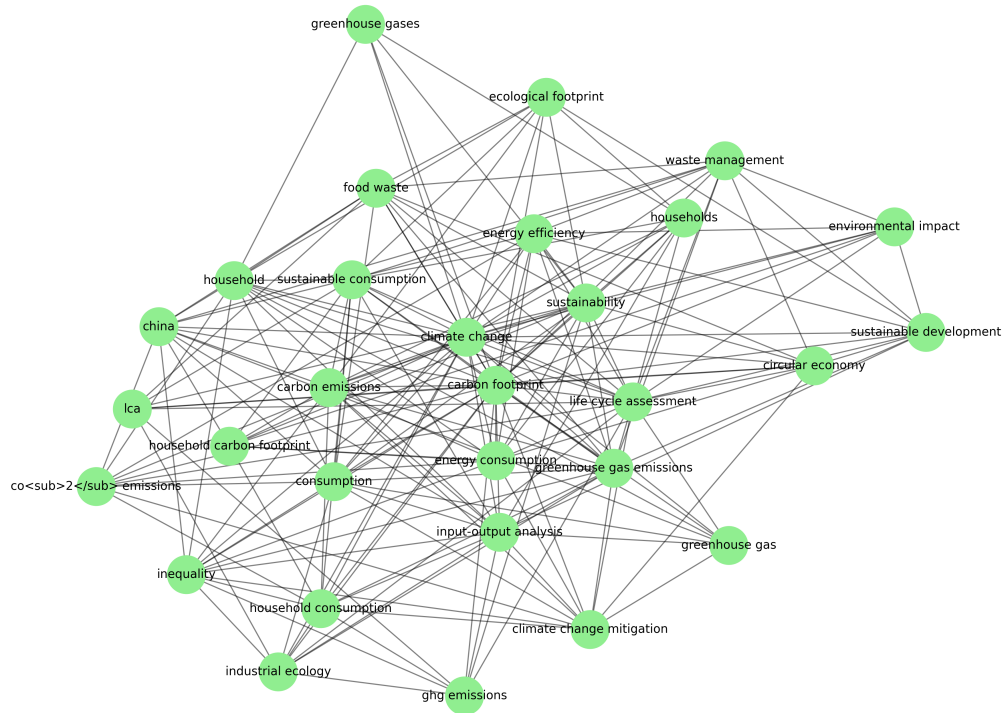 greenhouse gases
ecological footprint
waste management
food waste
households
environmental impact
energy efficiency
household
sustainable consumption
sustainability
china
climate change
sustainable development
circular economy
carbon emissions
carbon footprint
life cycle assessment
lca
household carbon footprint
energy consumption
greenhouse gas emissions
consumption
co<sub>2</sub> emissions
input-output analysis
greenhouse gas
inequality
household consumption
climate change mitigation
industrial ecology
ghg emissions